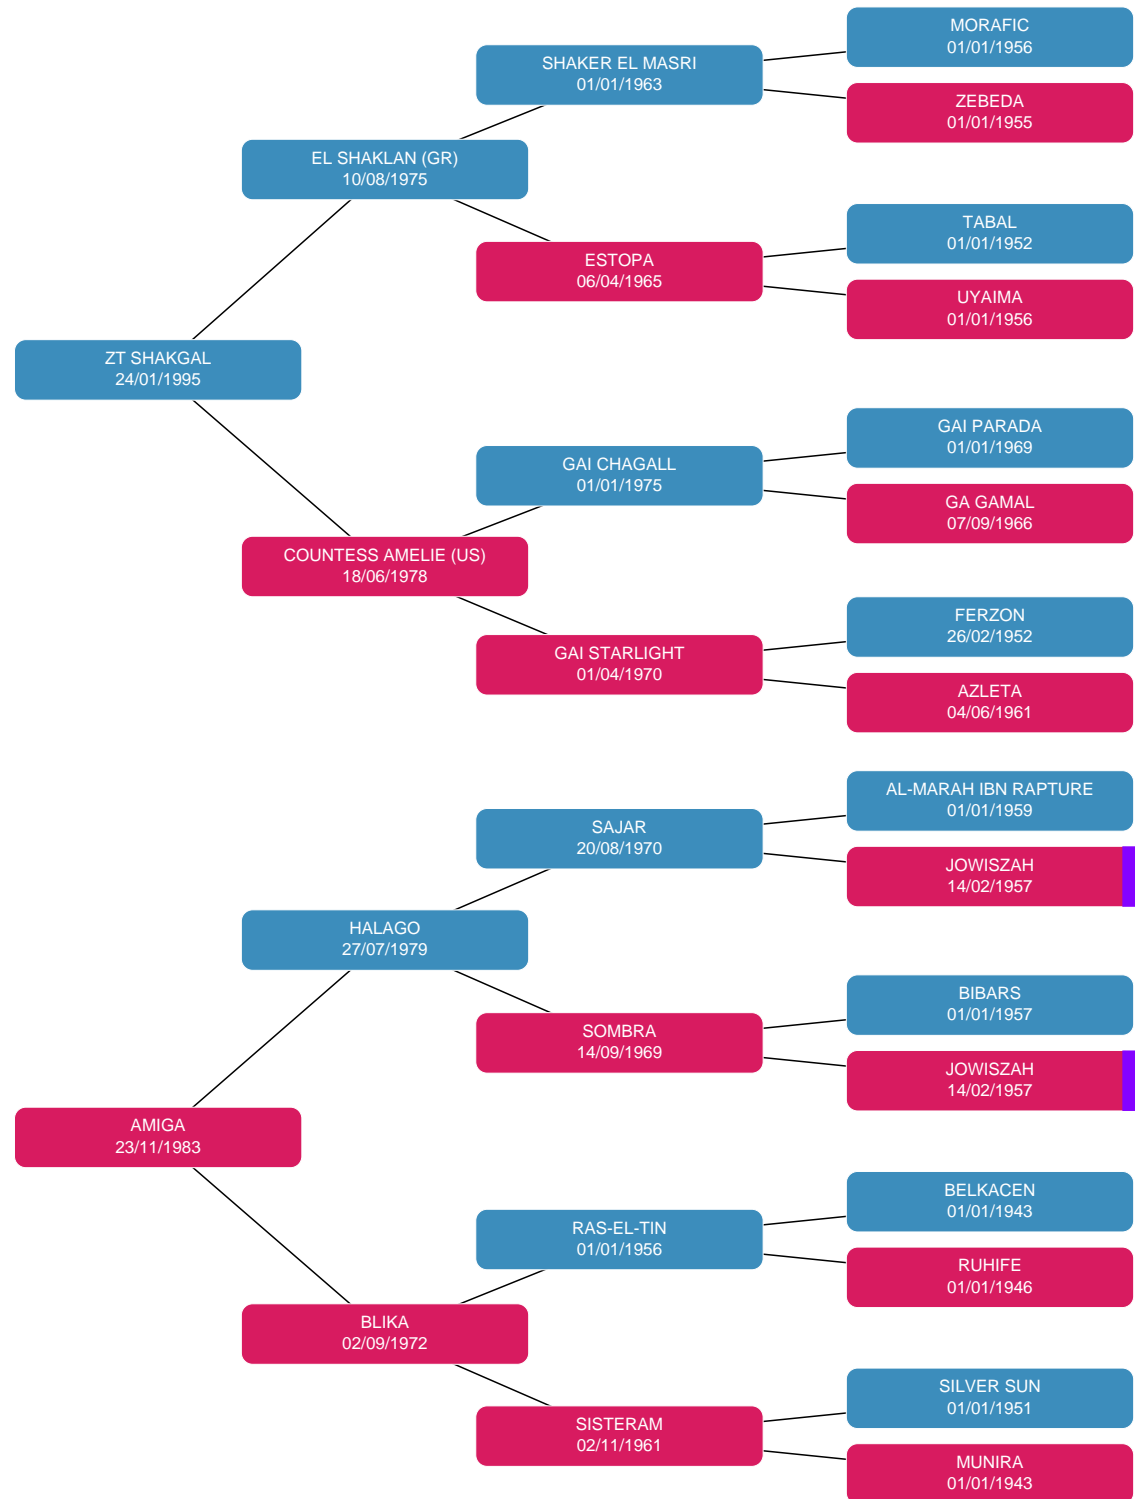 MORAFIC
01/01/1956
SHAKER EL MASRI
01/01/1963
ZEBEDA
01/01/1955
EL SHAKLAN (GR)
10/08/1975
TABAL
01/01/1952
ESTOPA
06/04/1965
UYAIMA
01/01/1956
ZT SHAKGAL
24/01/1995
GAI PARADA
01/01/1969
GAI CHAGALL
01/01/1975
GA GAMAL
07/09/1966
COUNTESS AMELIE (US)
18/06/1978
FERZON
26/02/1952
GAI STARLIGHT
01/04/1970
AZLETA
04/06/1961
AL-MARAH IBN RAPTURE
01/01/1959
SAJAR
20/08/1970
JOWISZAH
14/02/1957
HALAGO
27/07/1979
BIBARS
01/01/1957
SOMBRA
14/09/1969
JOWISZAH
14/02/1957
AMIGA
23/11/1983
BELKACEN
01/01/1943
RAS-EL-TIN
01/01/1956
RUHIFE
01/01/1946
BLIKA
02/09/1972
SILVER SUN
01/01/1951
SISTERAM
02/11/1961
MUNIRA
01/01/1943